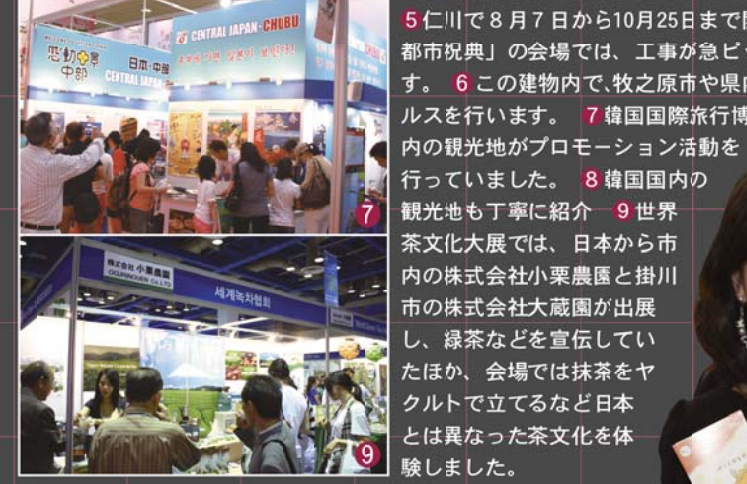 CENTRAL JAPAN・CHUBU
感動⇔景
中部
日本・中部
CENTRAL JAPAN
7
株式会社 小栗農園
세계녹차협회
9
5仁川で8月7日から10月25日まで
都市祝典」の会場では、工事が急ピ
す。 6この建物内で、牧之原市や県
ルスを行います。 7韓国国際旅行博
内の観光地がプロモーション活動を
行っていました。 8韓国国内の
観光地も丁寧に紹介 9世界
茶文化大展では、日本から市
内の株式会社小栗農園と掛川
市の株式会社大蔵園が出展
し、緑茶などを宣伝してい
たほか、会場では抹茶をヤ
クルトで立てるなど日本
とは異なった茶文化を体
験しました。